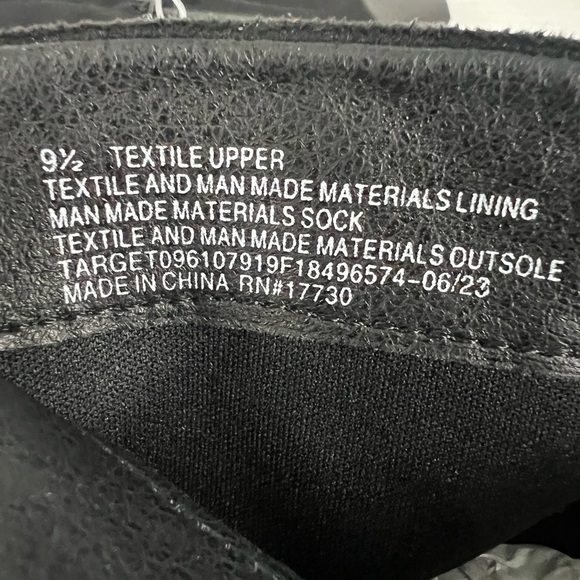 9½ TEXTILE UPPER
TEXTILE AND MAN MADE MATERIALS LINING
MAN MADE MATERIALS SOCK
TEXTILE AND MAN MADE MATERIALS OUTSOLE
TARGET096107919F18496574-06/23
MADE IN CHINA RN#17730